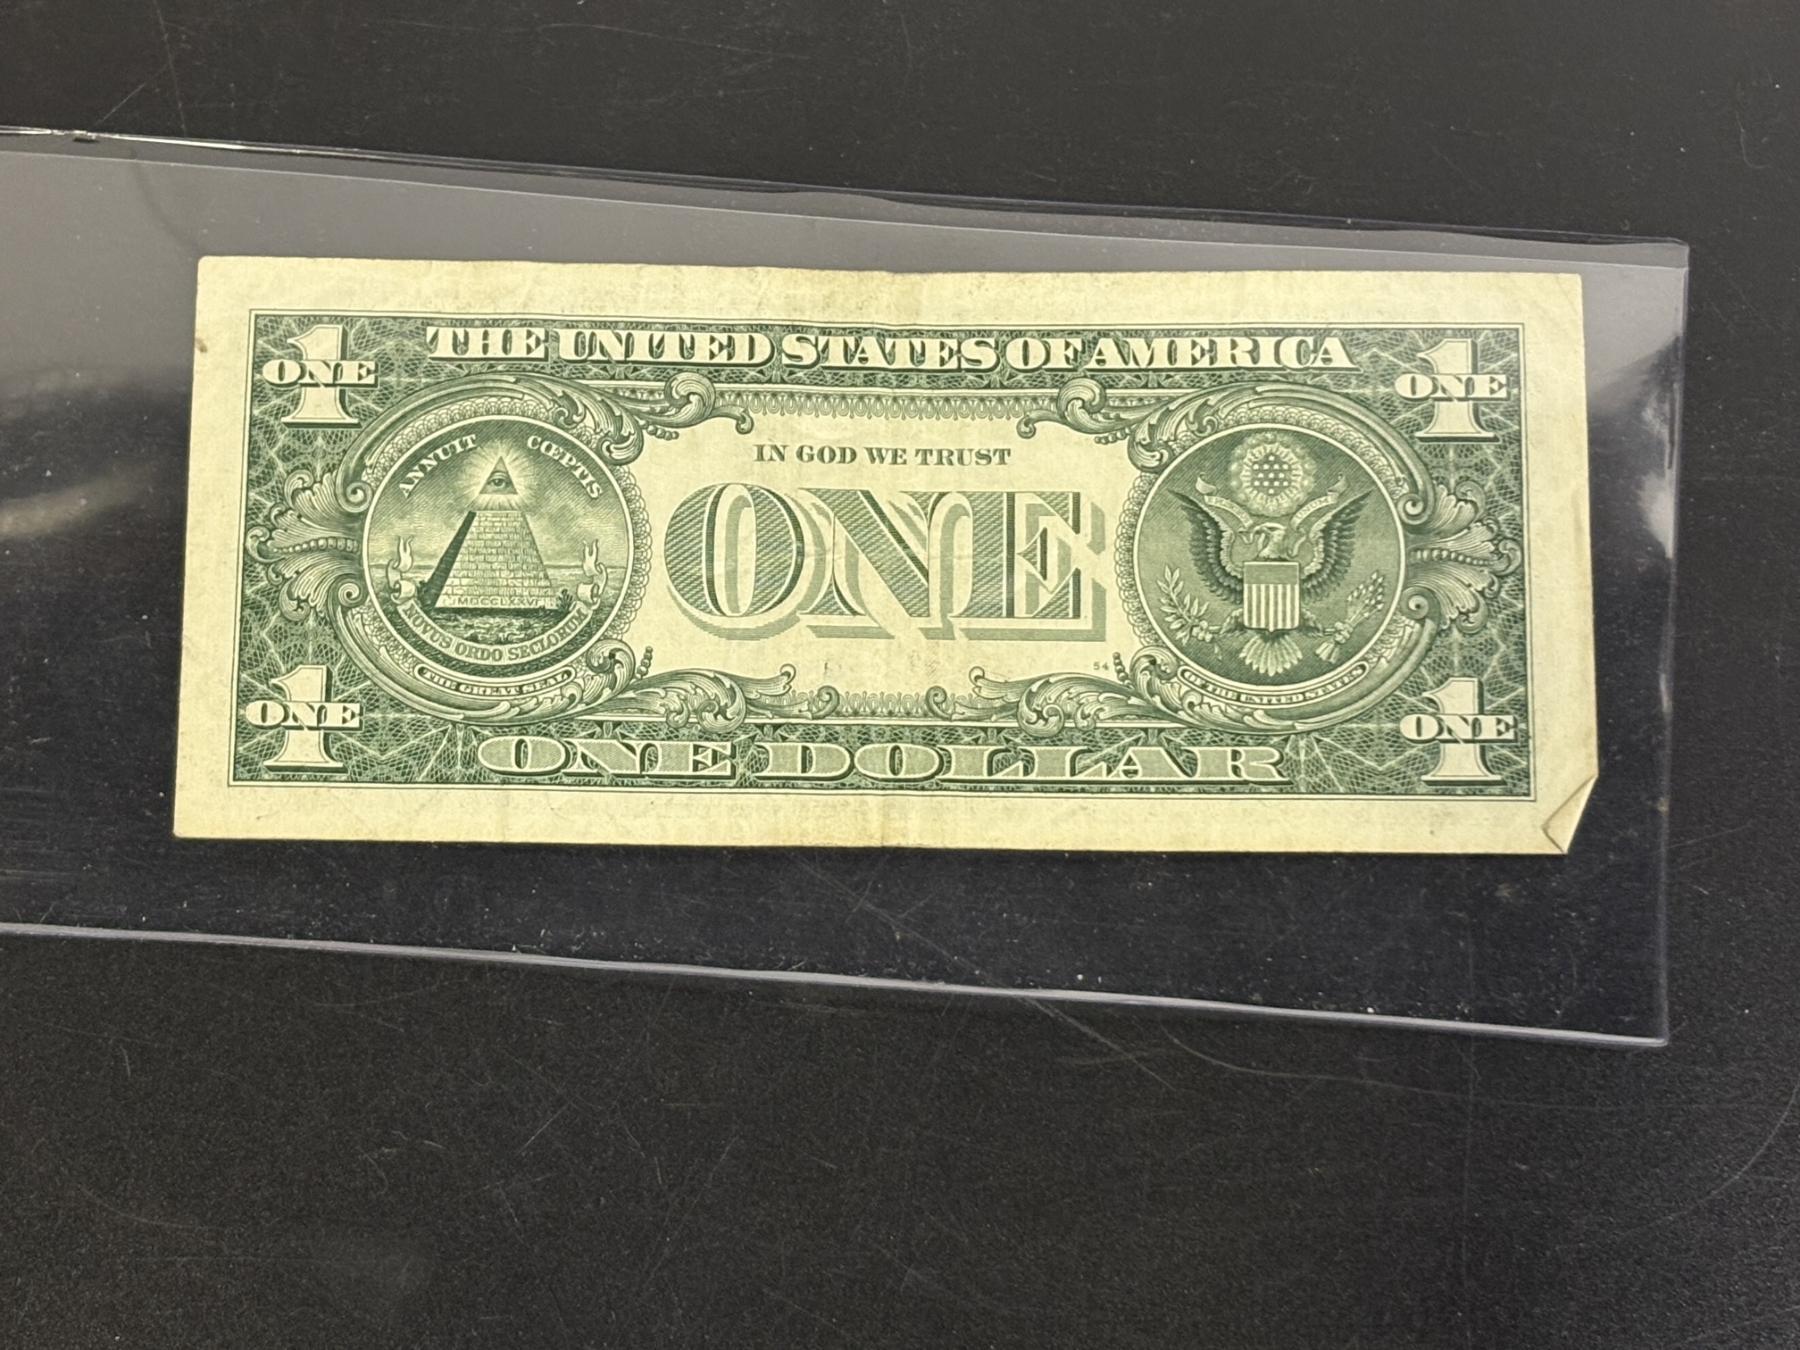 1 ONE
THE UNITED STATES OF AMERICA
1 ONE
ANNUIT CŒPTIS
IN GOD WE TRUST
ONE
MDCCLXXVI
NOVUS ORDO SECLORUM
THE GREAT SEAL
54
OF THE UNITED STATES
1 ONE
ONE DOLLAR
1 ONE